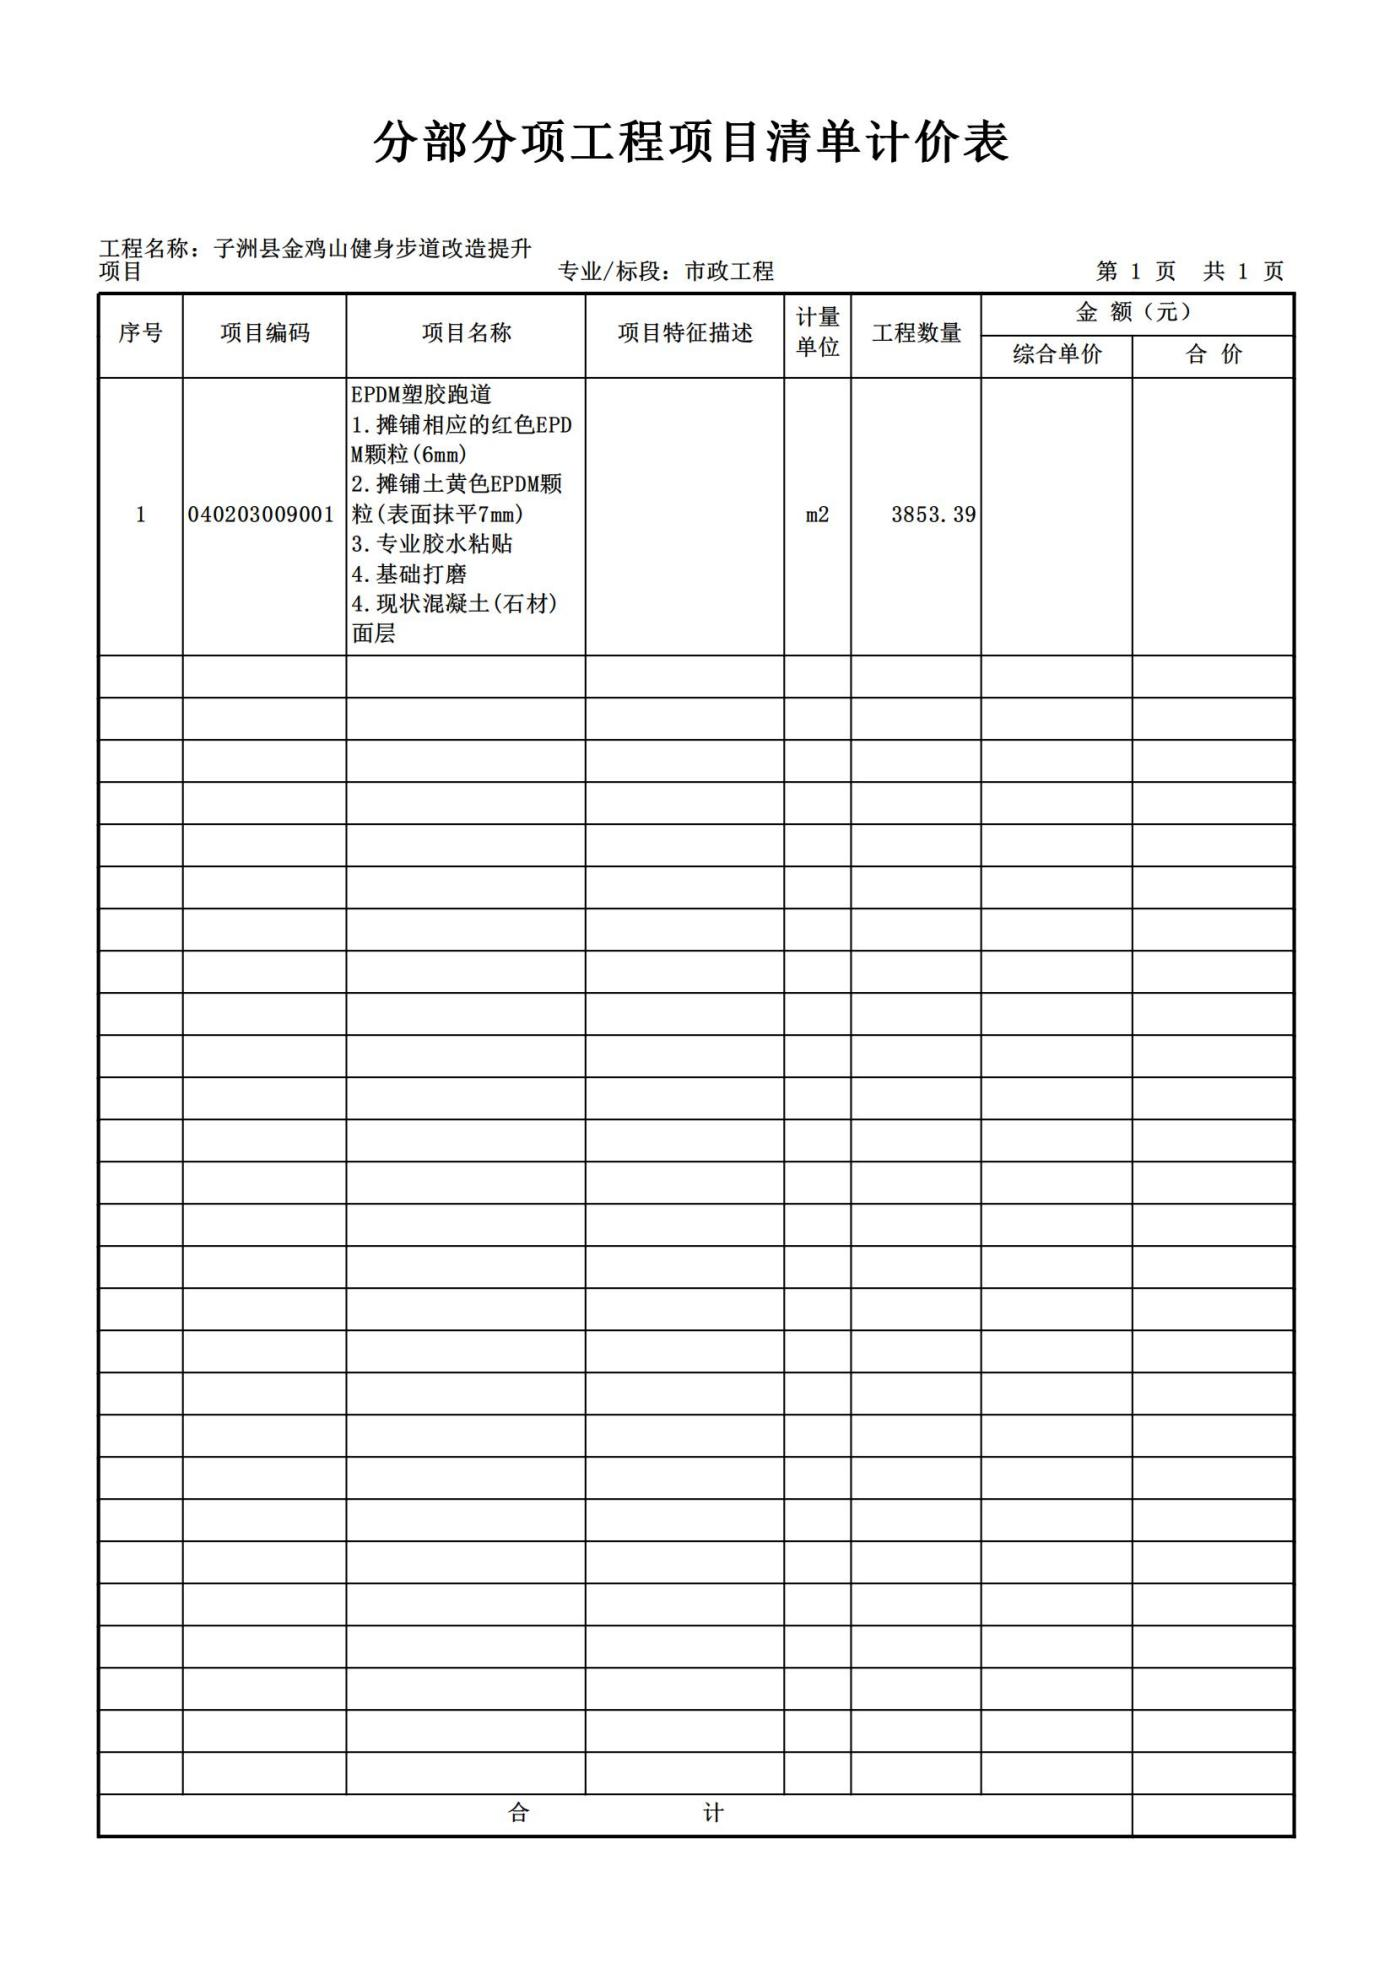 分部分项工程项目清单计价表
工程名称：子洲县金鸡山健身步道改造提升
项目 专业/标段：市政工程 第 1 页 共 1 页
序号 项目编码 项目名称 项目特征描述 计量单位 工程数量 金 额（元）
综合单价 合 价
EPDM塑胶跑道
1.摊铺相应的红色EPD
M颗粒(6mm)
2.摊铺土黄色EPDM颗
1 040203009001 粒(表面抹平7mm) m2 3853.39
3.专业胶水粘贴
4.基础打磨
4.现状混凝土(石材)
面层
合 计